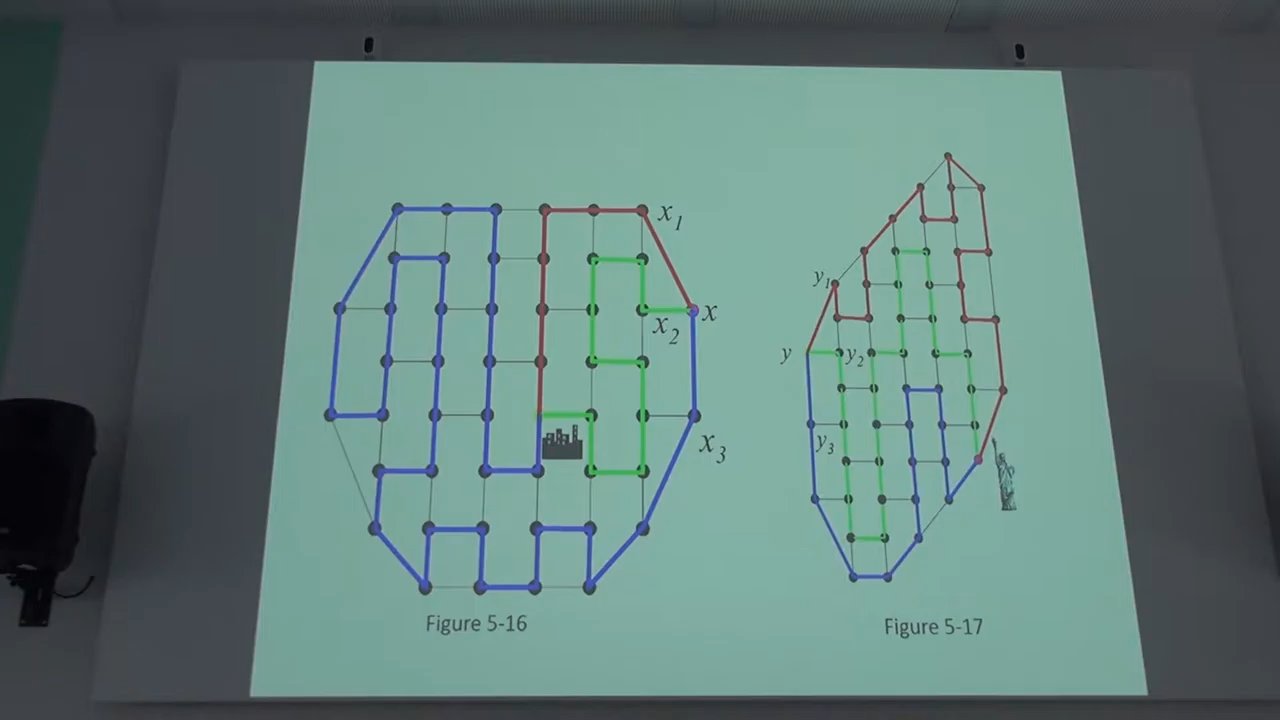 x₁
x
x₂
x₃
Figure 5-16
y₁
y
y₂
y₃
Figure 5-17